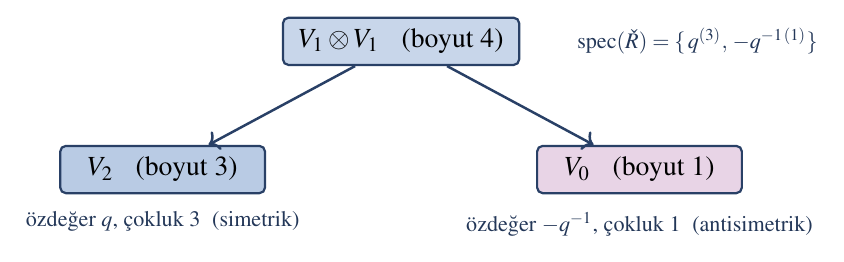 V₁ ⊗ V₁ (boyut 4)
spec(Ř) = { q⁽³⁾, −q⁻¹ ⁽¹⁾}
V₂ (boyut 3)
V₀ (boyut 1)
özdeğer q, çokluk 3 (simetrik)
özdeğer −q⁻¹, çokluk 1 (antisimetrik)